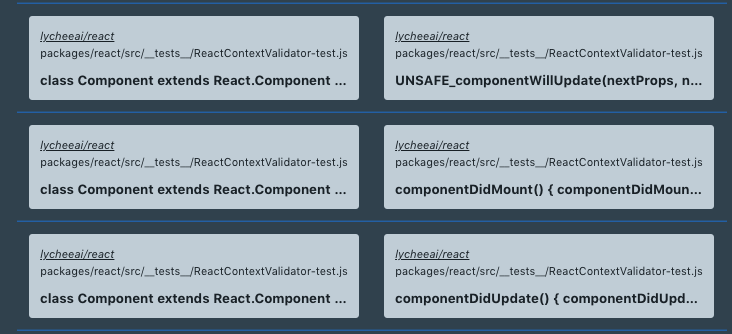 lycheeai/react
packages/react/src/__tests__/ReactContextValidator-test.js
class Component extends React.Component ...
lycheeai/react
packages/react/src/__tests__/ReactContextValidator-test.js
UNSAFE_componentWillUpdate(nextProps, n...
lycheeai/react
packages/react/src/__tests__/ReactContextValidator-test.js
class Component extends React.Component ...
lycheeai/react
packages/react/src/__tests__/ReactContextValidator-test.js
componentDidMount() { componentDidMoun...
lycheeai/react
packages/react/src/__tests__/ReactContextValidator-test.js
class Component extends React.Component ...
lycheeai/react
packages/react/src/__tests__/ReactContextValidator-test.js
componentDidUpdate() { componentDidUpd...